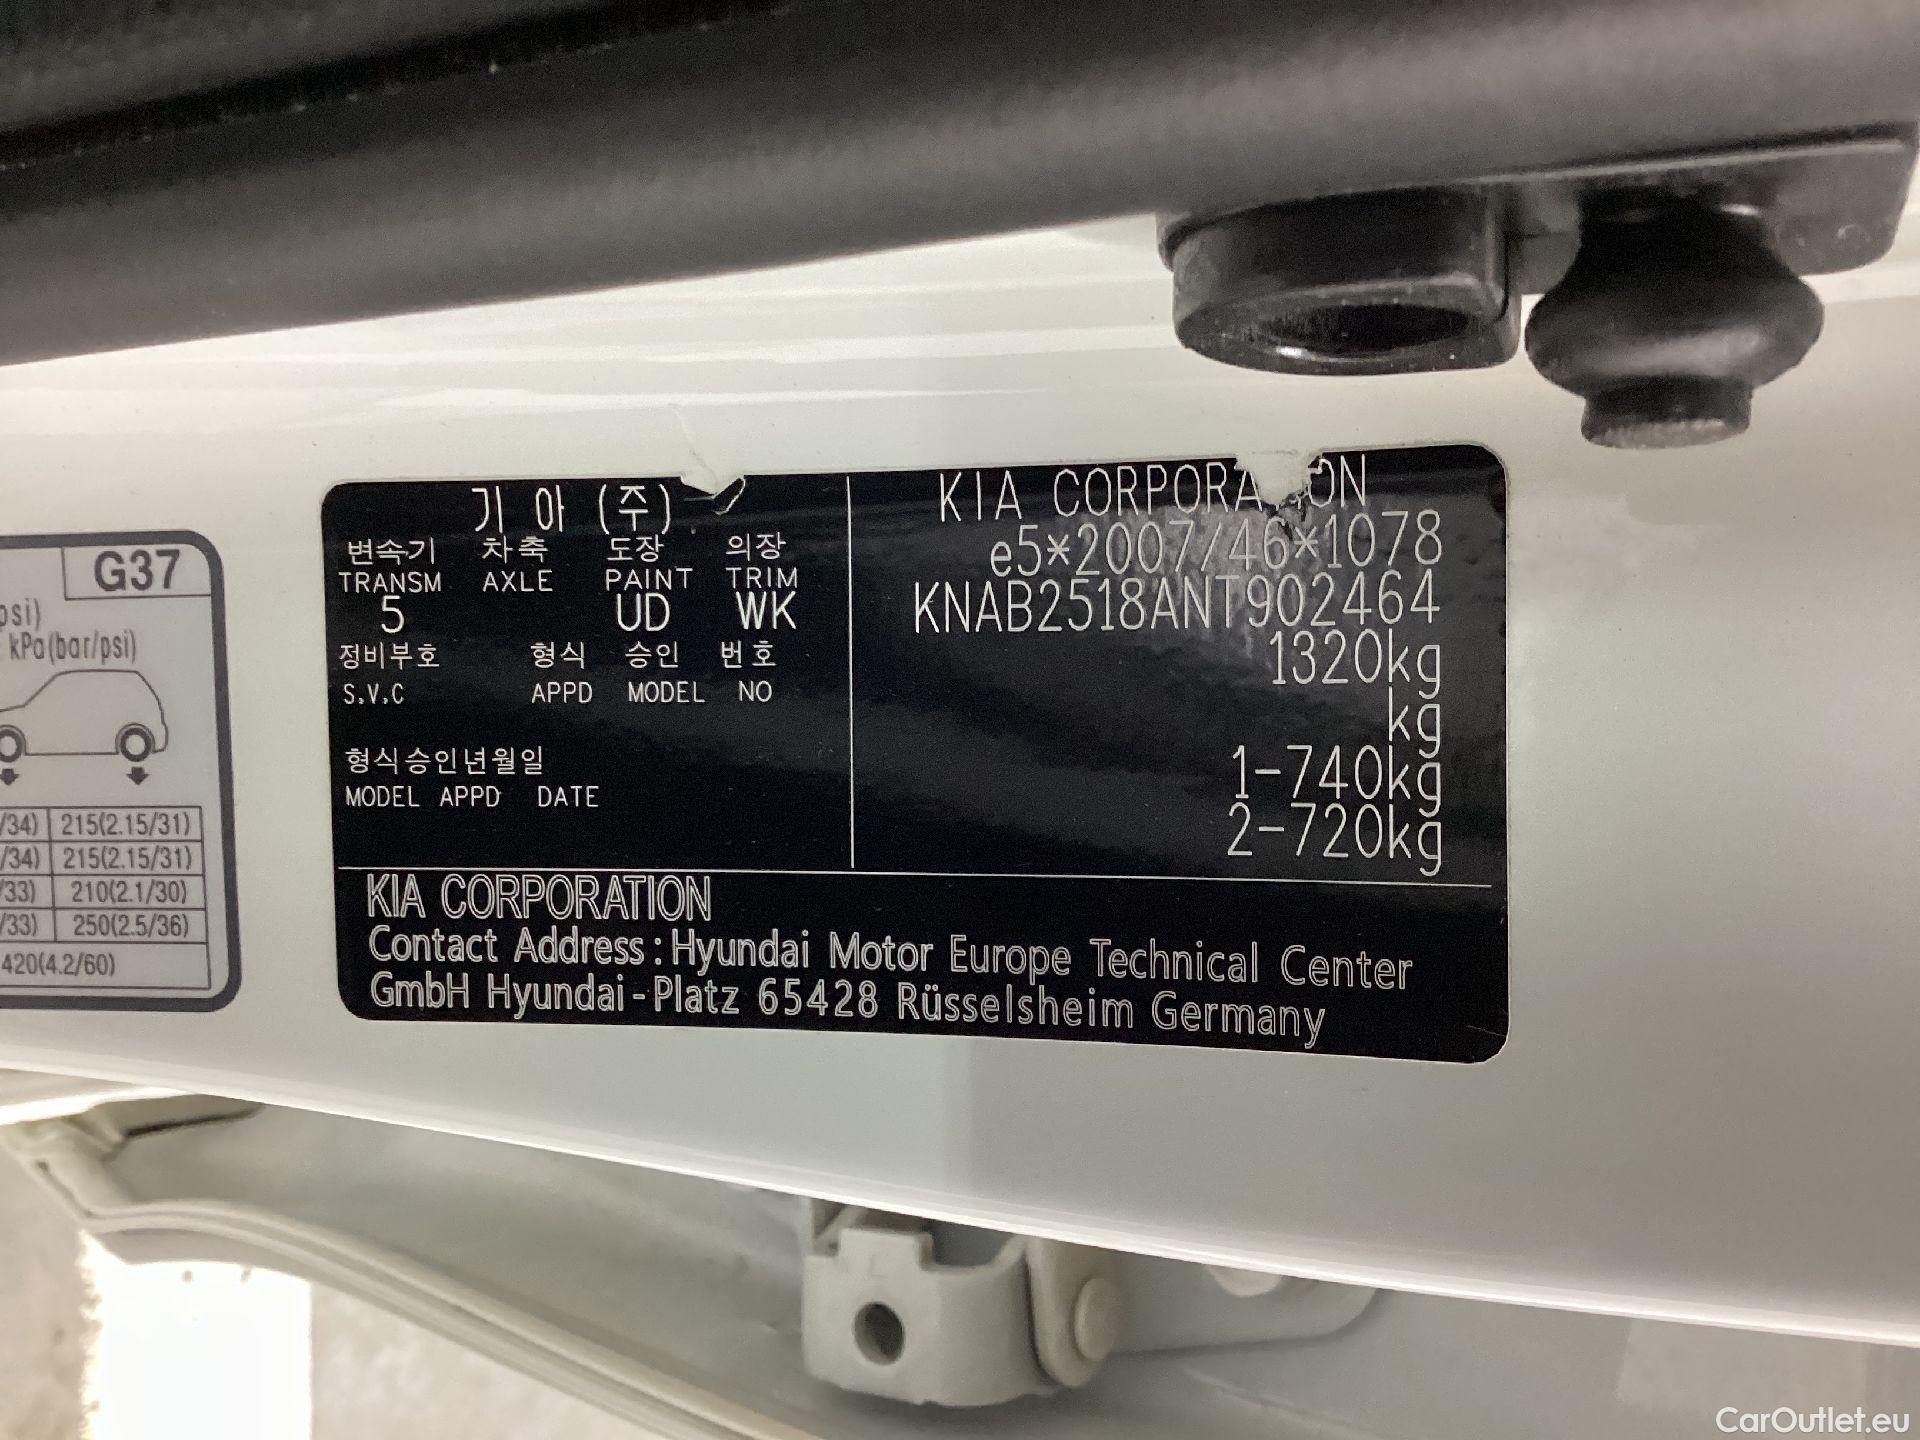 G37
psi)
kPa(bar/psi)
/34) 215(2.15/31)
/34) 215(2.15/31)
/33) 210(2.1/30)
/33) 250(2.5/36)
420(4.2/60)
기 아 (주)
변속기 차축 도장 의장
TRANSM AXLE PAINT TRIM
5 UD WK
정비부호 형식 승인 번호
S.V.C APPD MODEL NO
형식승인년월일
MODEL APPD DATE
KIA CORPORATION
e5*2007/46*1078
KNAB2518ANT902464
1320kg
kg
1-740kg
2-720kg
KIA CORPORATION
Contact Address : Hyundai Motor Europe Technical Center
GmbH Hyundai-Platz 65428 Rüsselsheim Germany
CarOutlet.eu